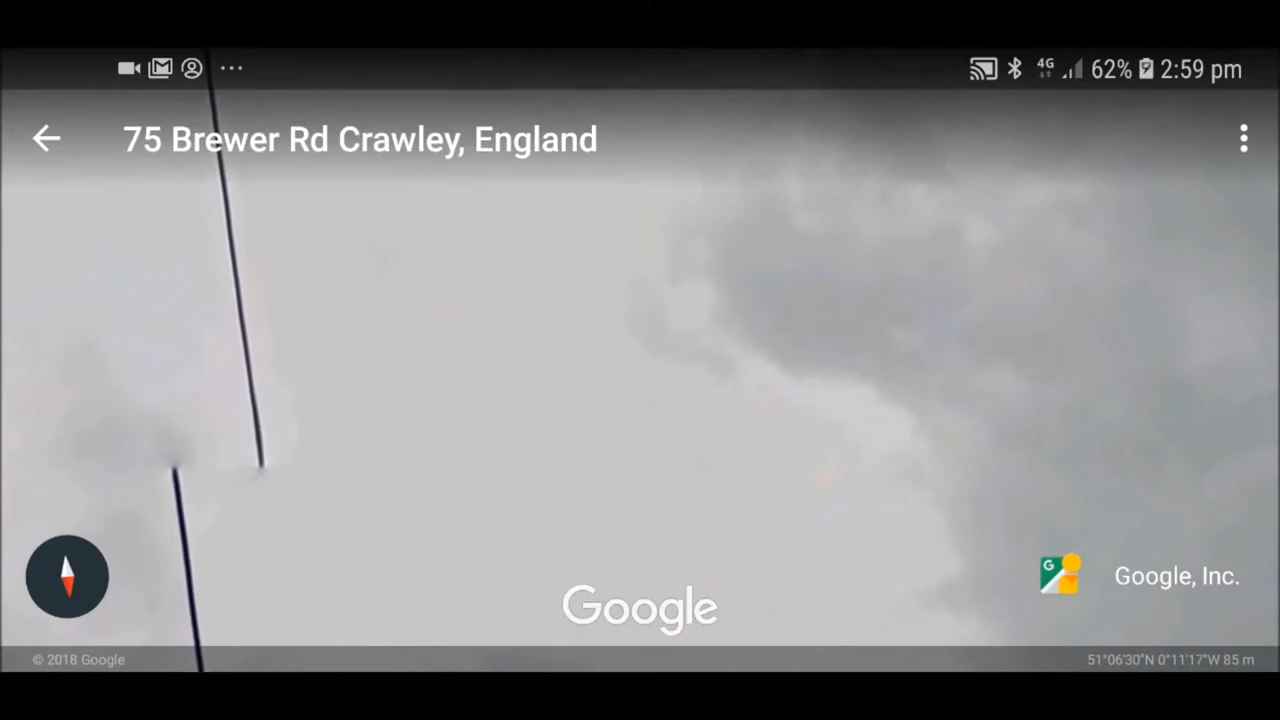 4G 62% 2:59 pm
75 Brewer Rd Crawley, England
G
Google, Inc.
Google
© 2018 Google
51°06'30"N 0°11'17"W 85 m